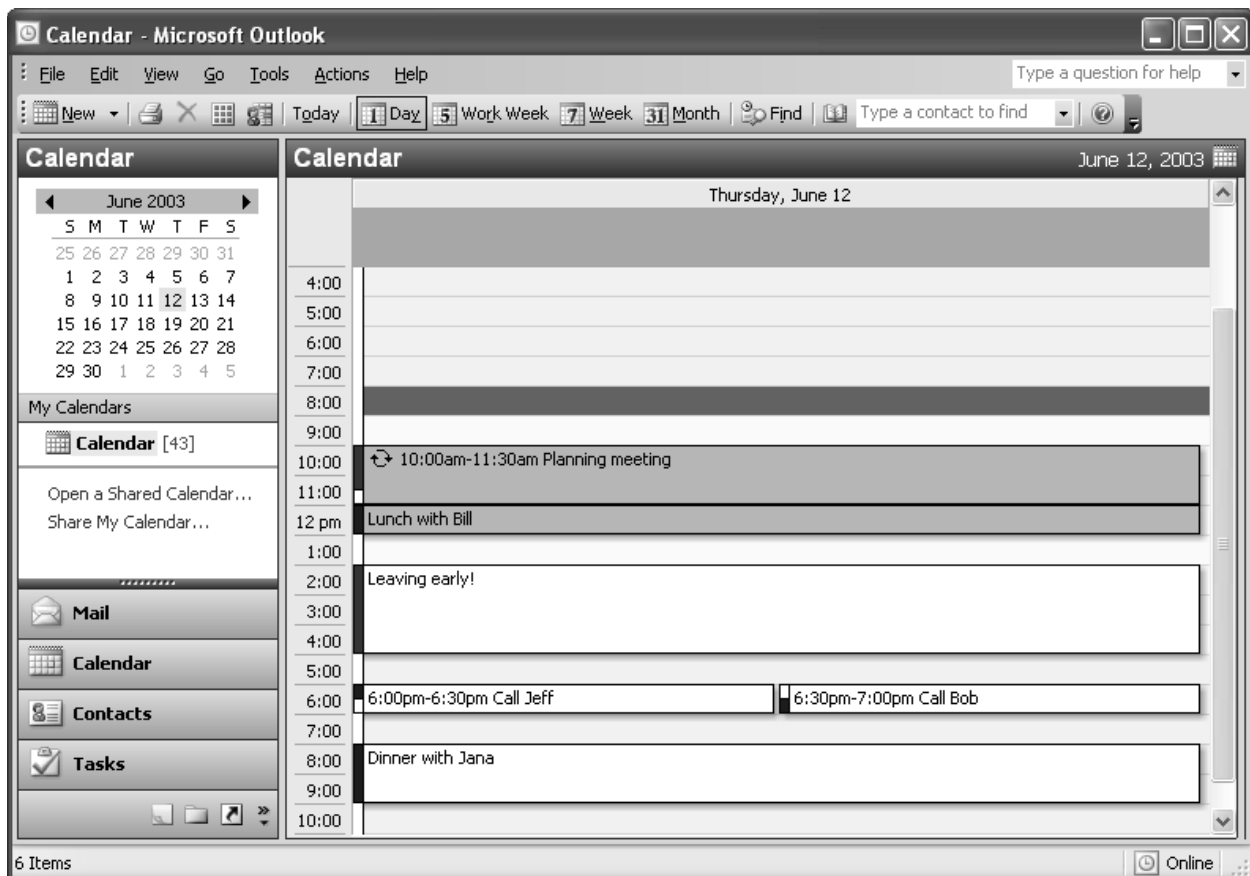 Calendar - Microsoft Outlook
File Edit View Go Tools Actions Help Type a question for help
New Today 1 Day 5 Work Week 7 Week 31 Month Find Type a contact to find
Calendar
June 2003
S M T W T F S
25 26 27 28 29 30 31
1 2 3 4 5 6 7
8 9 10 11 12 13 14
15 16 17 18 19 20 21
22 23 24 25 26 27 28
29 30 1 2 3 4 5
My Calendars
Calendar [43]
Open a Shared Calendar...
Share My Calendar...
Mail
Calendar
Contacts
Tasks
Calendar June 12, 2003
Thursday, June 12
4:00
5:00
6:00
7:00
8:00
9:00
10:00 10:00am-11:30am Planning meeting
11:00
12 pm Lunch with Bill
1:00
2:00 Leaving early!
3:00
4:00
5:00
6:00 6:00pm-6:30pm Call Jeff 6:30pm-7:00pm Call Bob
7:00
8:00 Dinner with Jana
9:00
10:00
6 Items Online